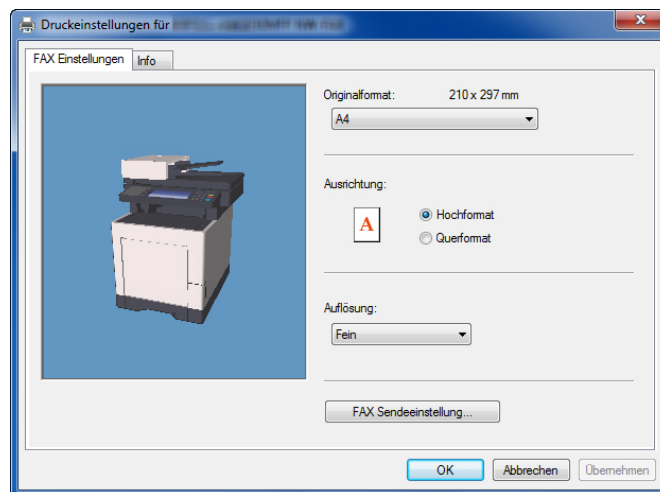 Druckeinstellungen für
FAX Einstellungen
Info
Originalformat: 210 x 297 mm
A4
Ausrichtung:
A
Hochformat
Querformat
Auflösung:
Fein
FAX Sendeeinstellung...
OK
Abbrechen
Übernehmen